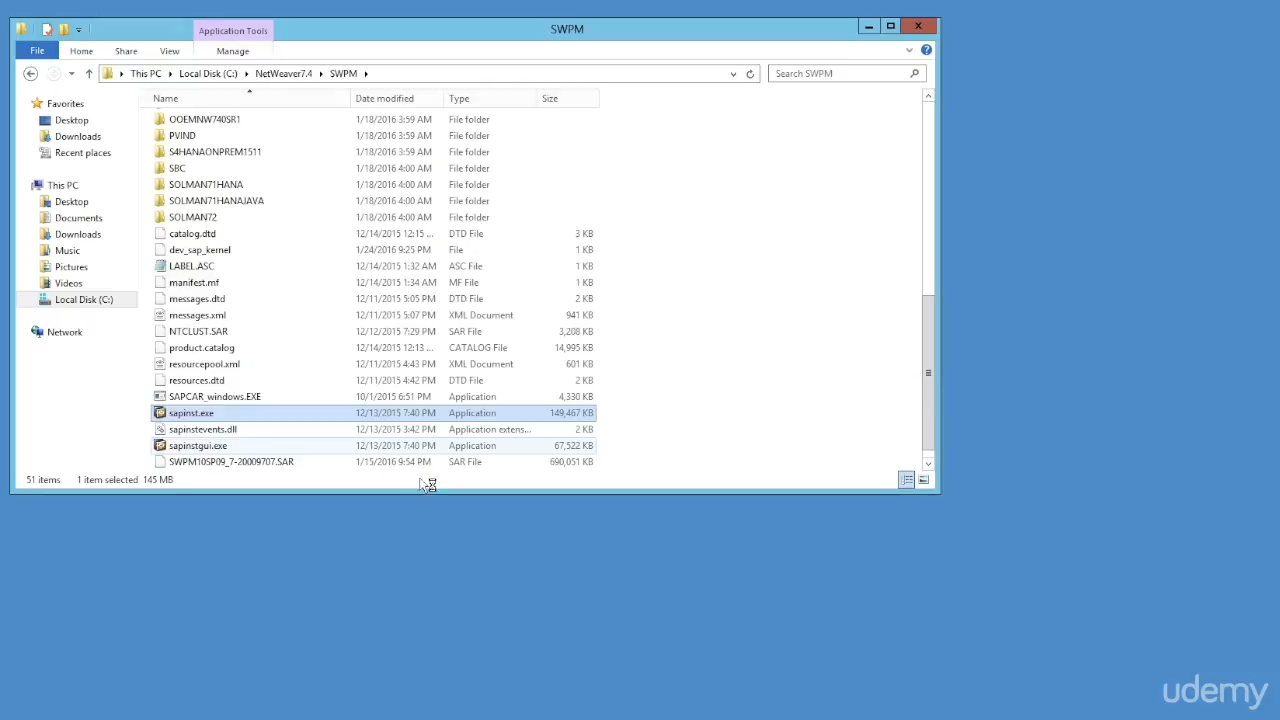 Application Tools
SWPM
File Home Share View Manage
This PC Local Disk (C:) NetWeaver7.4 SWPM
Search SWPM
Name Date modified Type Size
Favorites
Desktop
Downloads
Recent places
This PC
Desktop
Documents
Downloads
Music
Pictures
Videos
Local Disk (C:)
Network
OOEMNW740SR1 1/18/2016 3:59 AM File folder
PVIND 1/18/2016 3:59 AM File folder
S4HANAONPREM1511 1/18/2016 3:59 AM File folder
SBC 1/18/2016 4:00 AM File folder
SOLMAN71HANA 1/18/2016 4:00 AM File folder
SOLMAN71HANAJAVA 1/18/2016 4:00 AM File folder
SOLMAN72 1/18/2016 4:00 AM File folder
catalog.dtd 12/14/2015 12:15 ... DTD File 3 KB
dev_sap_kernel 1/24/2016 9:25 PM File 1 KB
LABEL.ASC 12/14/2015 1:32 AM ASC File 1 KB
manifest.mf 12/14/2015 1:34 AM MF File 1 KB
messages.dtd 12/11/2015 5:05 PM DTD File 2 KB
messages.xml 12/11/2015 5:07 PM XML Document 941 KB
NTCLUST.SAR 12/12/2015 7:29 PM SAR File 3,208 KB
product.catalog 12/14/2015 12:13 ... CATALOG File 14,995 KB
resourcepool.xml 12/11/2015 4:43 PM XML Document 601 KB
resources.dtd 12/11/2015 4:42 PM DTD File 2 KB
SAPCAR_windows.EXE 10/1/2015 6:51 PM Application 4,330 KB
sapinst.exe 12/13/2015 7:40 PM Application 149,467 KB
sapinstevents.dll 12/13/2015 3:42 PM Application extens... 2 KB
sapinstgui.exe 12/13/2015 7:40 PM Application 67,522 KB
SWPM10SP09_7-20009707.SAR 1/15/2016 9:54 PM SAR File 690,051 KB
51 items 1 item selected 145 MB
udemy